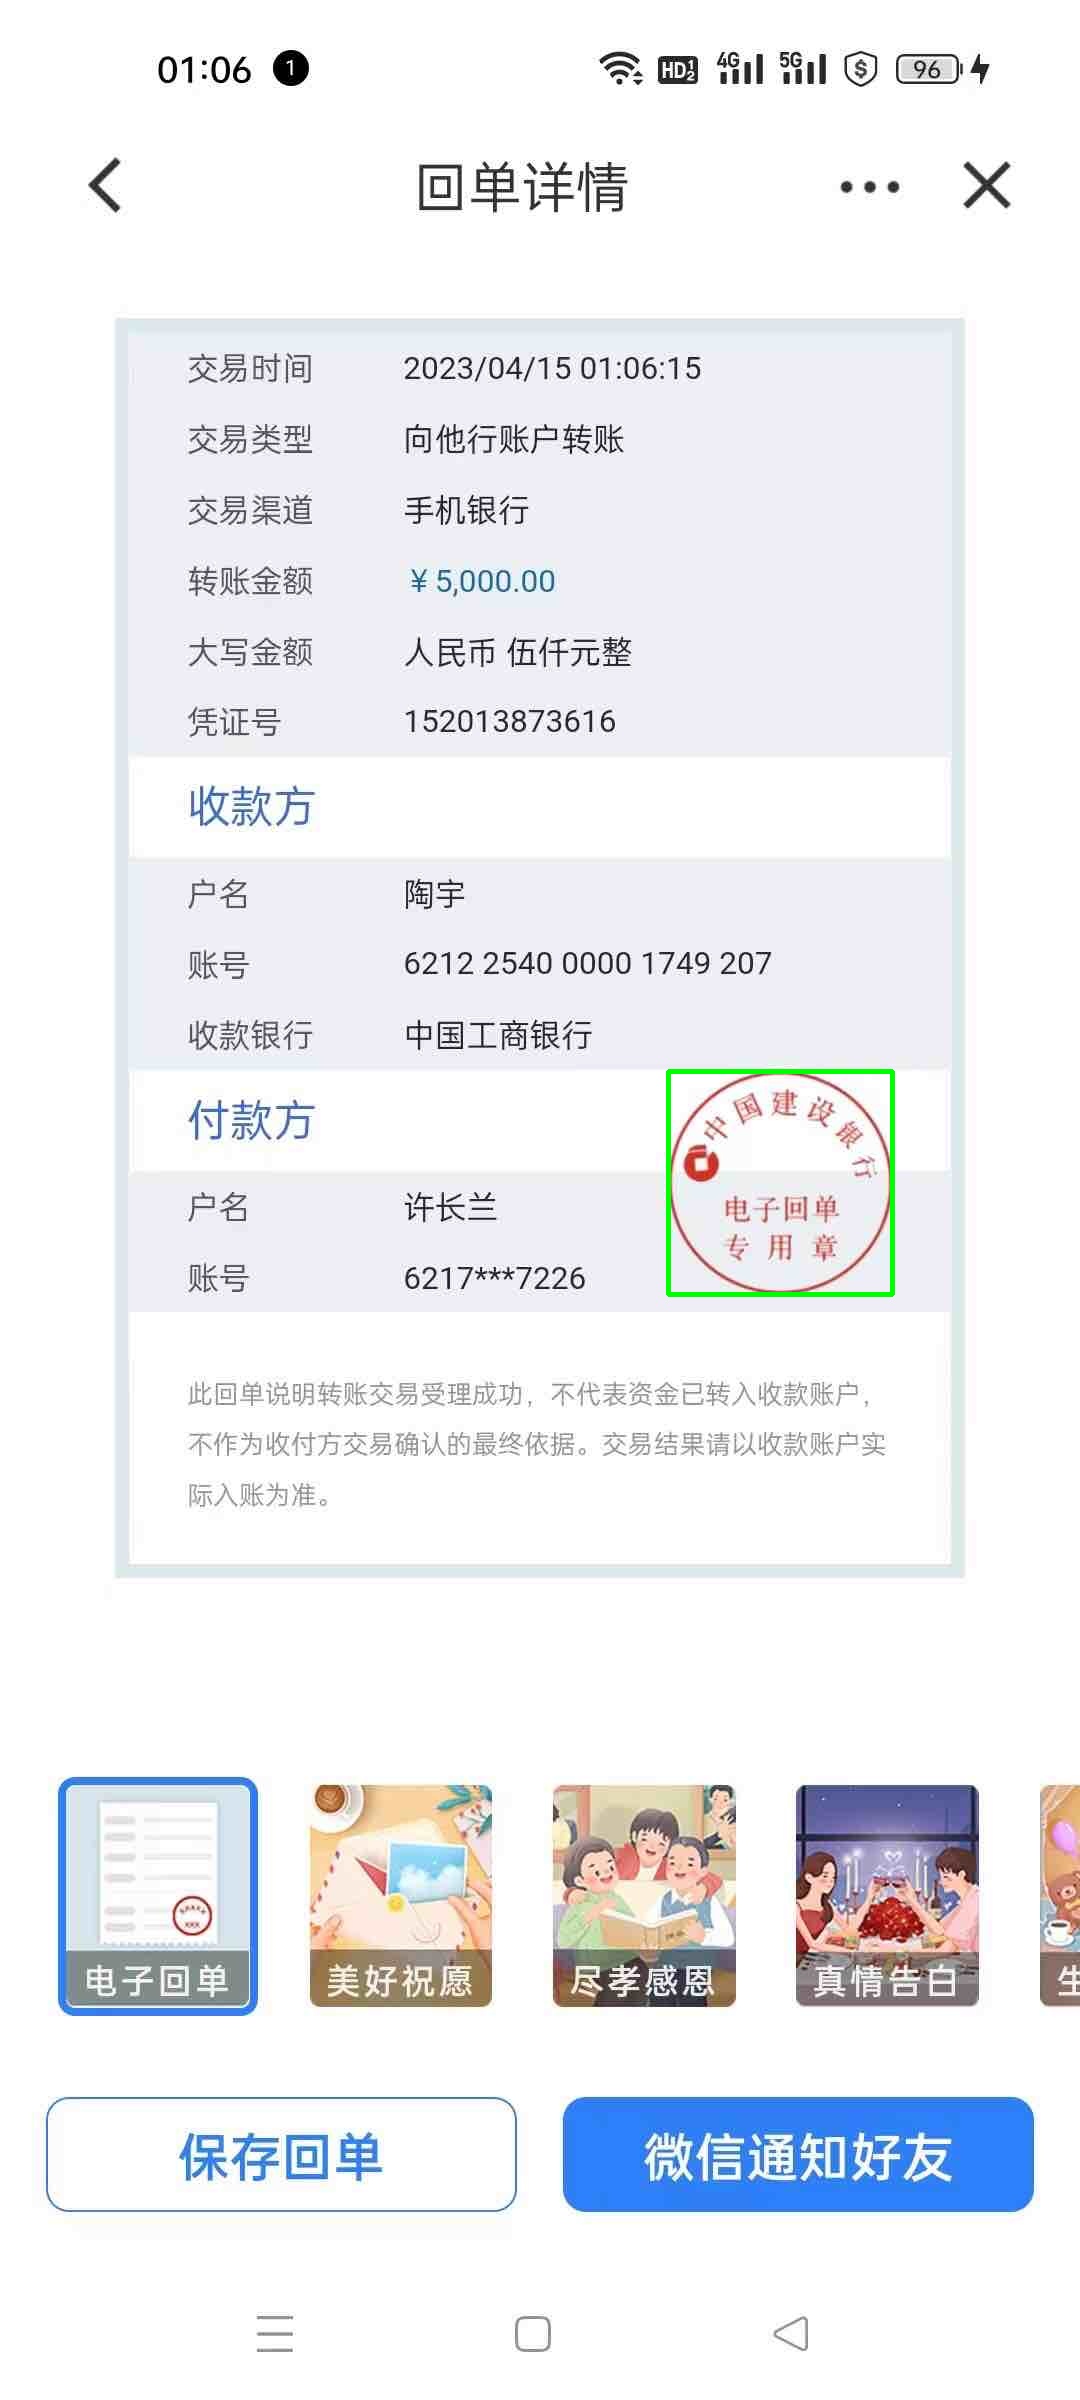 01:06 1 HD 1 2 4G 5G 96
回单详情
交易时间 2023/04/15 01:06:15
交易类型 向他行账户转账
交易渠道 手机银行
转账金额 ¥ 5,000.00
大写金额 人民币 伍仟元整
凭证号 152013873616
收款方
户名 陶宇
账号 6212 2540 0000 1749 207
收款银行 中国工商银行
付款方
中国建设银行
电子回单
专用章
户名 许长兰
账号 6217***7226
此回单说明转账交易受理成功，不代表资金已转入收款账户，
不作为收付方交易确认的最终依据。交易结果请以收款账户实
际入账为准。
电子回单 美好祝愿 尽孝感恩 真情告白 生
保存回单 微信通知好友